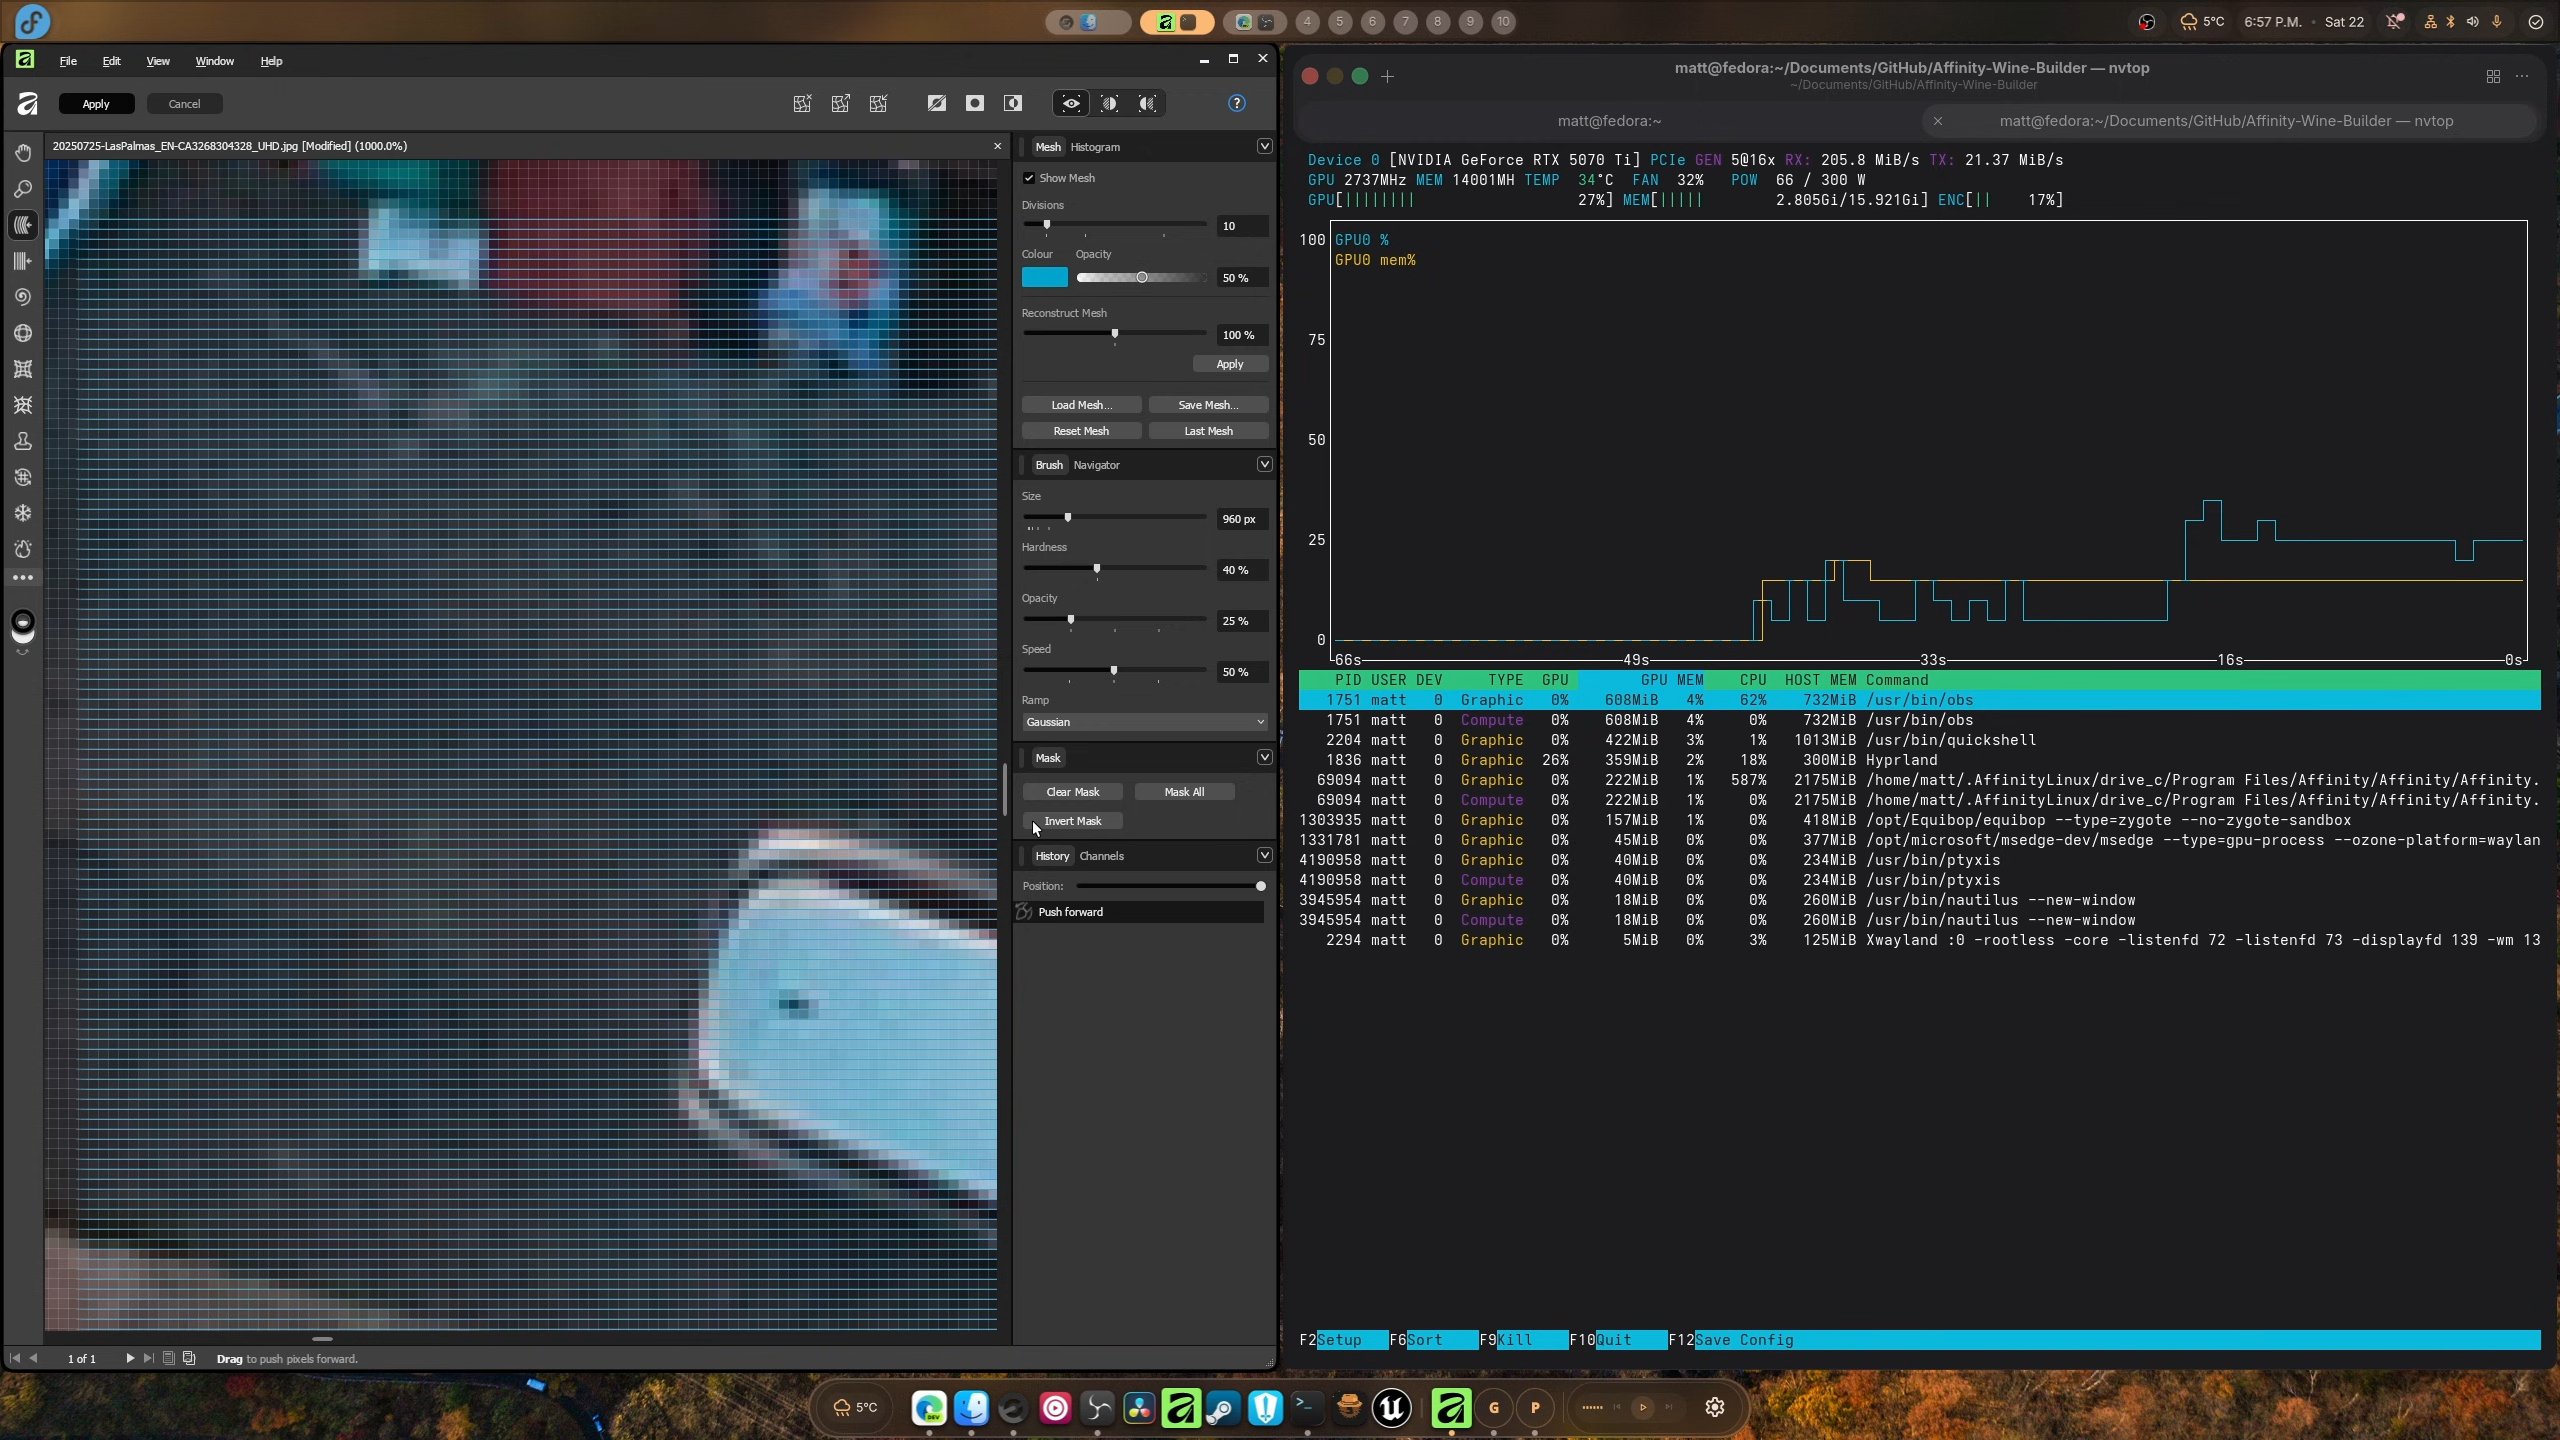 4 5 6 7 8 9 10
5°C
6:57 P.M. • Sat 22
File Edit View Window Help
Apply Cancel
20250725-LasPalmas_EN-CA3268304328_UHD.jpg [Modified] (1000.0%)
Mesh Histogram
Show Mesh
Divisions
10
Colour Opacity
50 %
Reconstruct Mesh
100 %
Apply
Load Mesh... Save Mesh...
Reset Mesh Last Mesh
Brush Navigator
Size
960 px
Hardness
40 %
Opacity
25 %
Speed
50 %
Ramp
Gaussian
Mask
Clear Mask Mask All
Invert Mask
History Channels
Position:
Push forward
1 of 1 Drag to push pixels forward.
matt@fedora:~/Documents/GitHub/Affinity-Wine-Builder — nvtop
~/Documents/GitHub/Affinity-Wine-Builder
matt@fedora:~
matt@fedora:~/Documents/GitHub/Affinity-Wine-Builder — nvtop
Device 0 [NVIDIA GeForce RTX 5070 Ti] PCIe GEN 5@16x RX: 205.8 MiB/s TX: 21.37 MiB/s
GPU 2737MHz MEM 14001MH TEMP 34°C FAN 32% POW 66 / 300 W
GPU[|||||||| 27%] MEM[||||| 2.805Gi/15.921Gi] ENC[|| 17%]
100
GPU0 %
GPU0 mem%
75
50
25
0
66s 49s 33s 16s 0s
PID USER DEV TYPE GPU GPU MEM CPU HOST MEM Command
1751 matt 0 Graphic 0% 608MiB 4% 62% 732MiB /usr/bin/obs
1751 matt 0 Compute 0% 608MiB 4% 0% 732MiB /usr/bin/obs
2204 matt 0 Graphic 0% 422MiB 3% 1% 1013MiB /usr/bin/quickshell
1836 matt 0 Graphic 26% 359MiB 2% 18% 300MiB Hyprland
69094 matt 0 Graphic 0% 222MiB 1% 587% 2175MiB /home/matt/.AffinityLinux/drive_c/Program Files/Affinity/Affinity/Affinity.
69094 matt 0 Compute 0% 222MiB 1% 0% 2175MiB /home/matt/.AffinityLinux/drive_c/Program Files/Affinity/Affinity/Affinity.
1303935 matt 0 Graphic 0% 157MiB 1% 0% 418MiB /opt/Equibop/equibop --type=zygote --no-zygote-sandbox
1331781 matt 0 Graphic 0% 45MiB 0% 0% 377MiB /opt/microsoft/msedge-dev/msedge --type=gpu-process --ozone-platform=waylan
4190958 matt 0 Graphic 0% 40MiB 0% 0% 234MiB /usr/bin/ptyxis
4190958 matt 0 Compute 0% 40MiB 0% 0% 234MiB /usr/bin/ptyxis
3945954 matt 0 Graphic 0% 18MiB 0% 0% 260MiB /usr/bin/nautilus --new-window
3945954 matt 0 Compute 0% 18MiB 0% 0% 260MiB /usr/bin/nautilus --new-window
2294 matt 0 Graphic 0% 5MiB 0% 3% 125MiB Xwayland :0 -rootless -core -listenfd 72 -listenfd 73 -displayfd 139 -wm 13
F2Setup F6Sort F9Kill F10Quit F12Save Config
5°C
DEV
G P